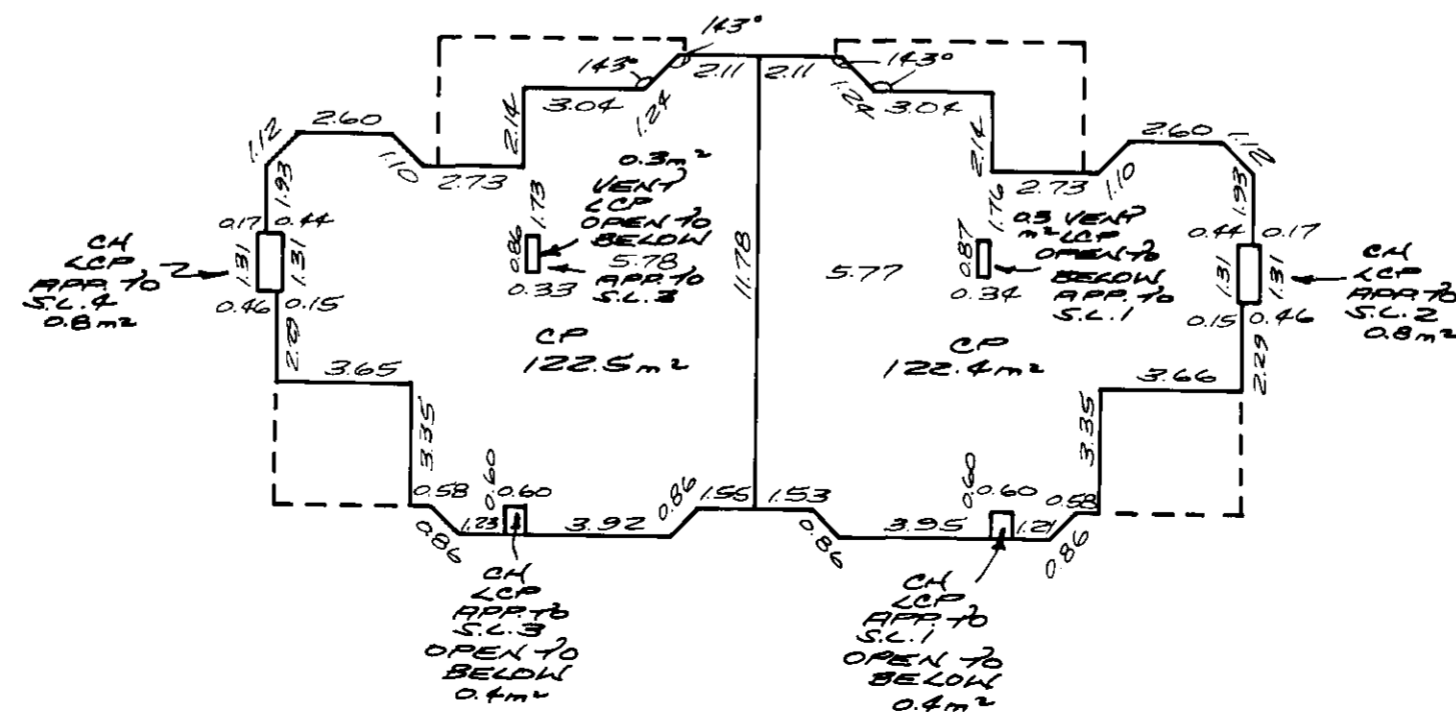 143°
143°
2.11
2.11
143°
3.04
1.24
1.24
3.04
2.14
2.14
2.60
1.12
1.10
2.73
2.60
1.12
1.10
2.73
1.93
1.93
0.17
0.44
1.31
1.31
0.46
0.15
CH
LCP
APP. TO
S.L. 4
0.8m²
1.73
0.86
0.33
0.3m²
VENT
LCP
OPEN TO
BELOW
APP. TO
S.L. 3
5.78
11.78
5.77
1.76
0.87
0.34
VENT
m² LCP
OPEN TO
BELOW
APP. TO
S.L. 1
0.44
0.17
1.31
1.31
0.15
0.46
CH
LCP
APP. TO
S.L. 2
0.8m²
CP
122.5m²
CP
122.4m²
3.65
3.35
2.29
3.66
3.35
0.58
0.86
1.23
0.60
0.60
3.92
0.86
1.55
1.53
0.86
3.95
0.60
0.60
1.21
0.58
0.86
CH
LCP
APP. TO
S.L. 3
OPEN TO
BELOW
0.4m²
CH
LCP
APP. TO
S.L. 1
OPEN TO
BELOW
0.4m²